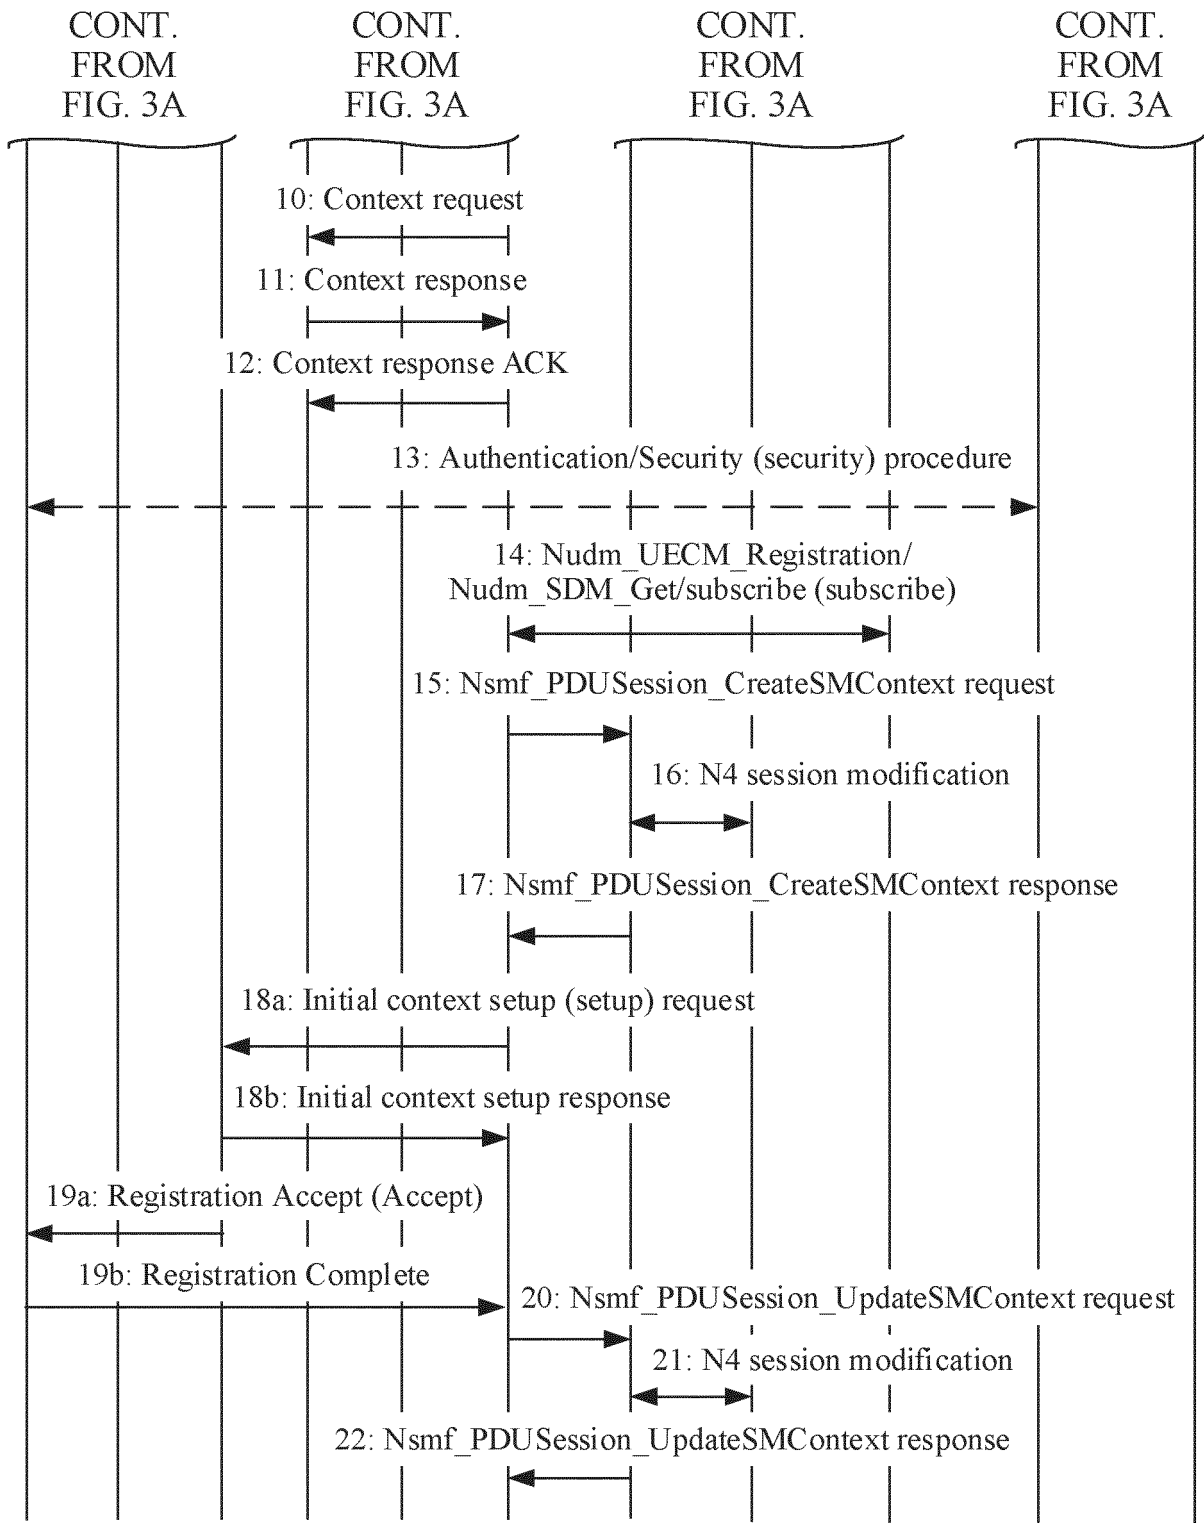 CONT.
FROM
FIG. 3A
CONT.
FROM
FIG. 3A
CONT.
FROM
FIG. 3A
CONT.
FROM
FIG. 3A
10: Context request
11: Context response
12: Context response ACK
13: Authentication/Security (security) procedure
14: Nudm_UECM_Registration/
Nudm_SDM_Get/subscribe (subscribe)
15: Nsmf_PDUSession_CreateSMContext request
16: N4 session modification
17: Nsmf_PDUSession_CreateSMContext response
18a: Initial context setup (setup) request
18b: Initial context setup response
19a: Registration Accept (Accept)
19b: Registration Complete
20: Nsmf_PDUSession_UpdateSMContext request
21: N4 session modification
22: Nsmf_PDUSession_UpdateSMContext response